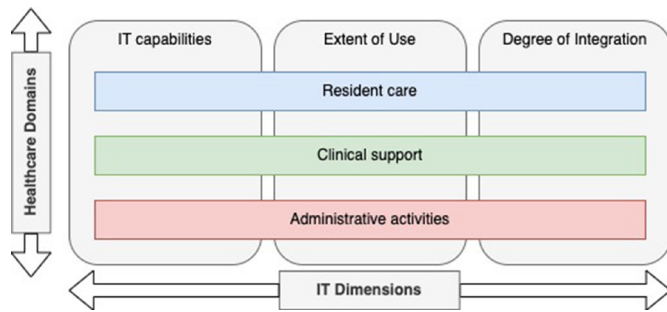 IT capabilities
Extent of Use
Degree of Integration
Healthcare Domains
Resident care
Clinical support
Administrative activities
IT Dimensions